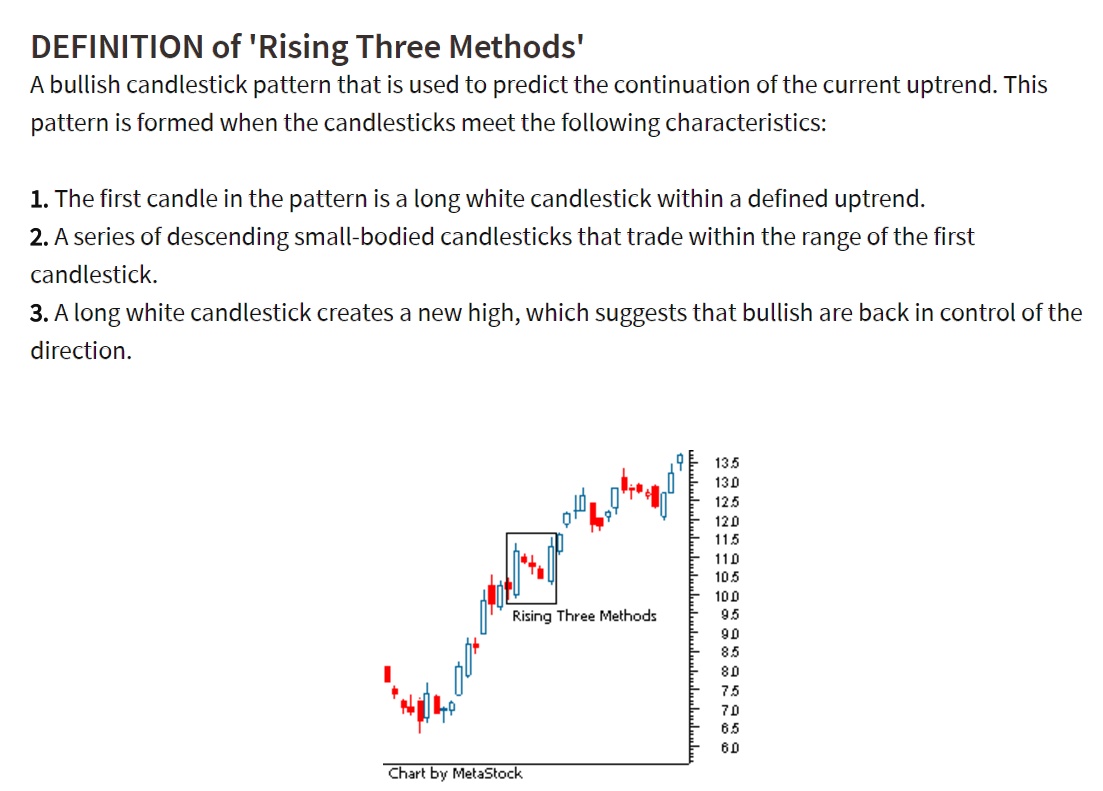 DEFINITION of 'Rising Three Methods'
A bullish candlestick pattern that is used to predict the continuation of the current uptrend. This
pattern is formed when the candlesticks meet the following characteristics:
1. The first candle in the pattern is a long white candlestick within a defined uptrend.
2. A series of descending small-bodied candlesticks that trade within the range of the first
candlestick.
3. A long white candlestick creates a new high, which suggests that bullish are back in control of the
direction.
13.5
13.0
12.5
12.0
11.5
11.0
10.5
10.0
9.5
9.0
8.5
8.0
7.5
7.0
6.5
6.0
Rising Three Methods
Chart by MetaStock